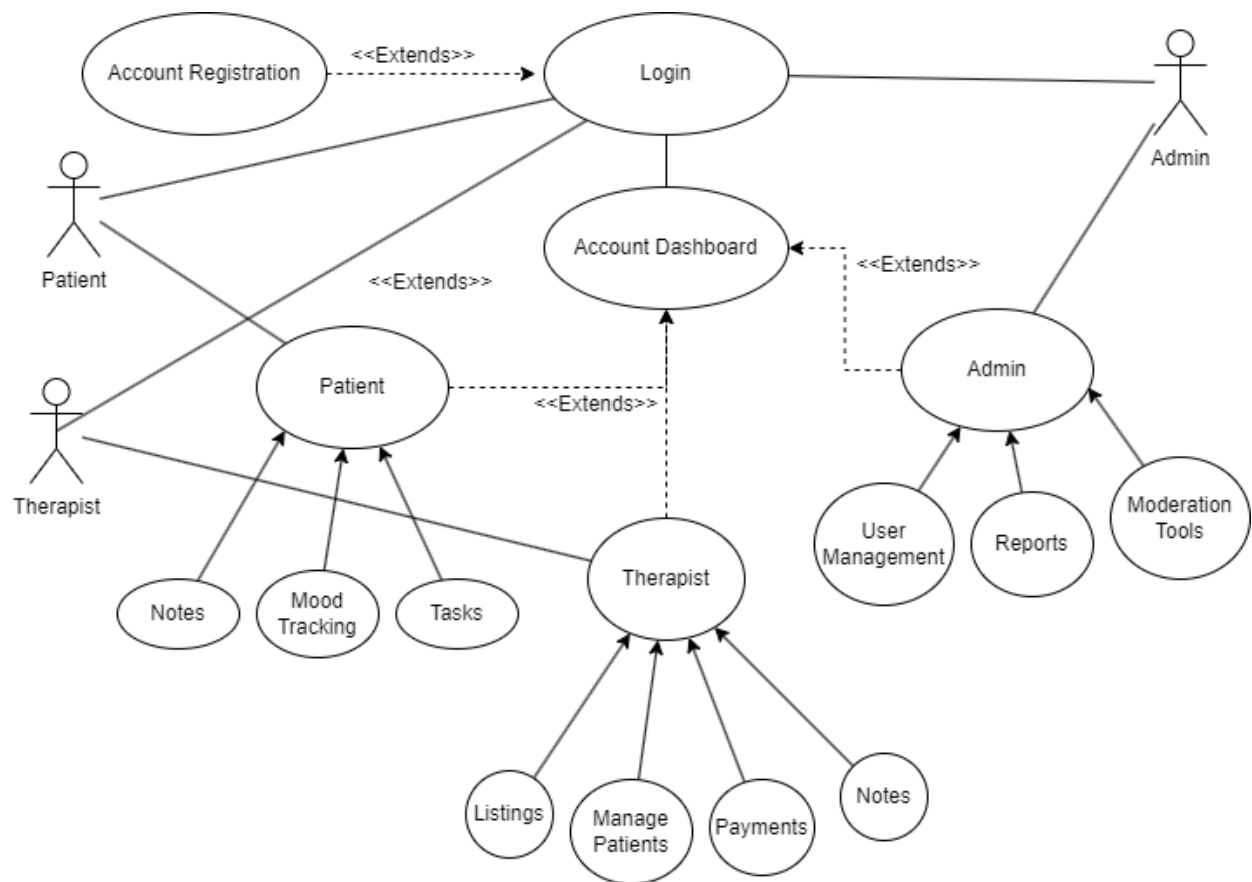 Account Registration
<<Extends>>
Login
Admin
Patient
Account Dashboard
<<Extends>>
<<Extends>>
Patient
Admin
<<Extends>>
Therapist
User
Management
Reports
Moderation
Tools
Notes
Mood
Tracking
Tasks
Therapist
Listings
Manage
Patients
Payments
Notes